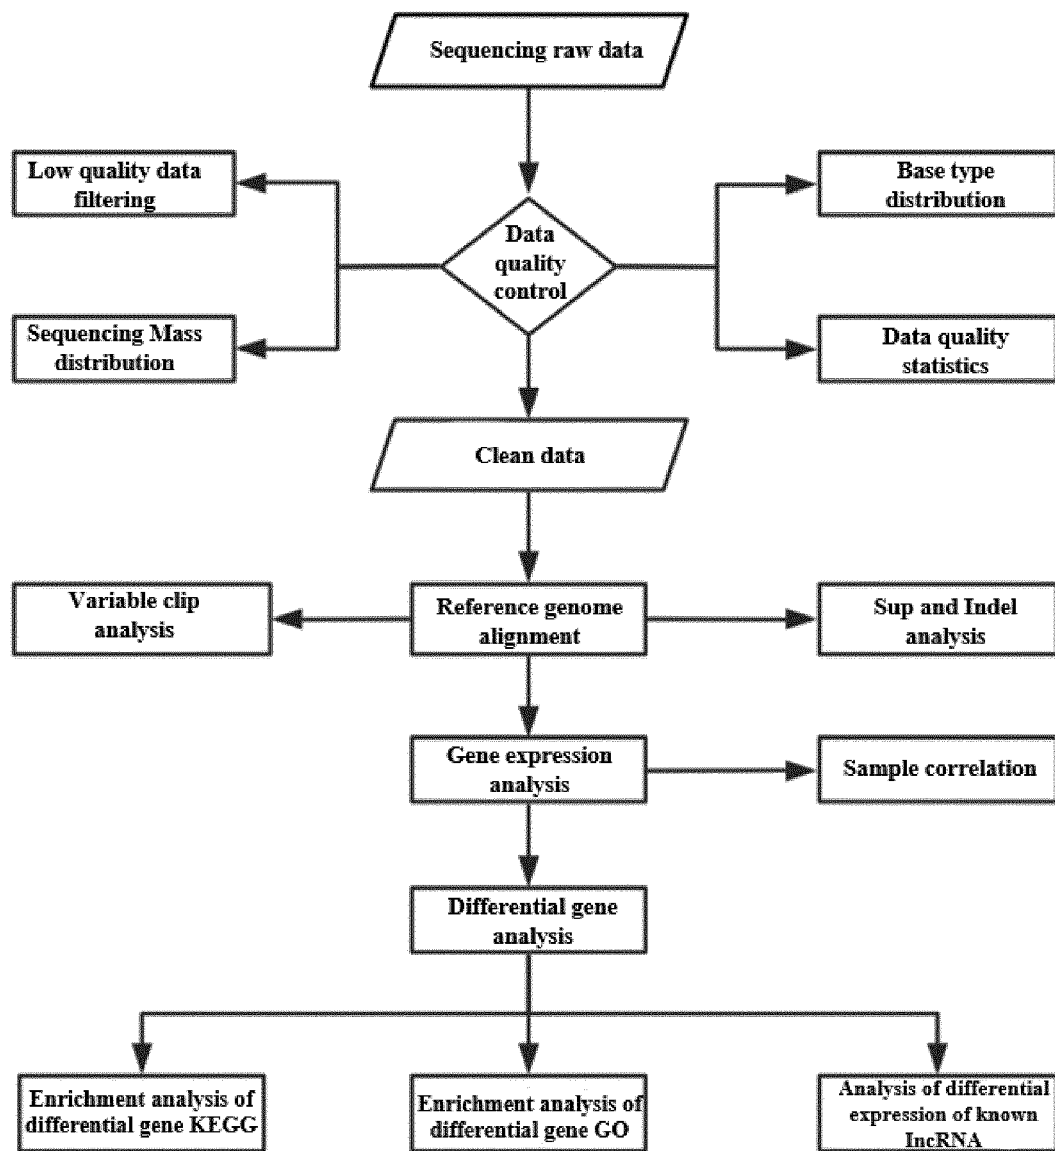 Sequencing raw data
Low quality data
filtering
Base type
distribution
Data
quality
control
Sequencing Mass
distribution
Data quality
statistics
Clean data
Variable clip
analysis
Reference genome
alignment
Sup and Indel
analysis
Gene expression
analysis
Sample correlation
Differential gene
analysis
Enrichment analysis of
differential gene KEGG
Enrichment analysis of
differential gene GO
Analysis of differential
expression of known
IncRNA